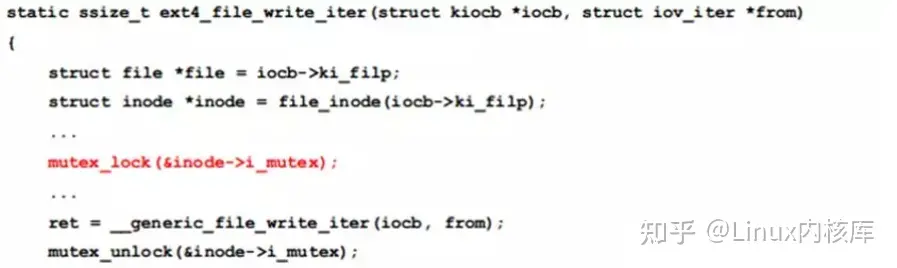 static ssize_t ext4_file_write_iter(struct kiocb *iocb, struct iov_iter *from)
{
    struct file *file = iocb->ki_filp;
    struct inode *inode = file_inode(iocb->ki_filp);
    ...
    mutex_lock(&inode->i_mutex);
    ...
    ret = __generic_file_write_iter(iocb, from);
    mutex_unlock(&inode->i_mutex);
知乎 @Linux内核库